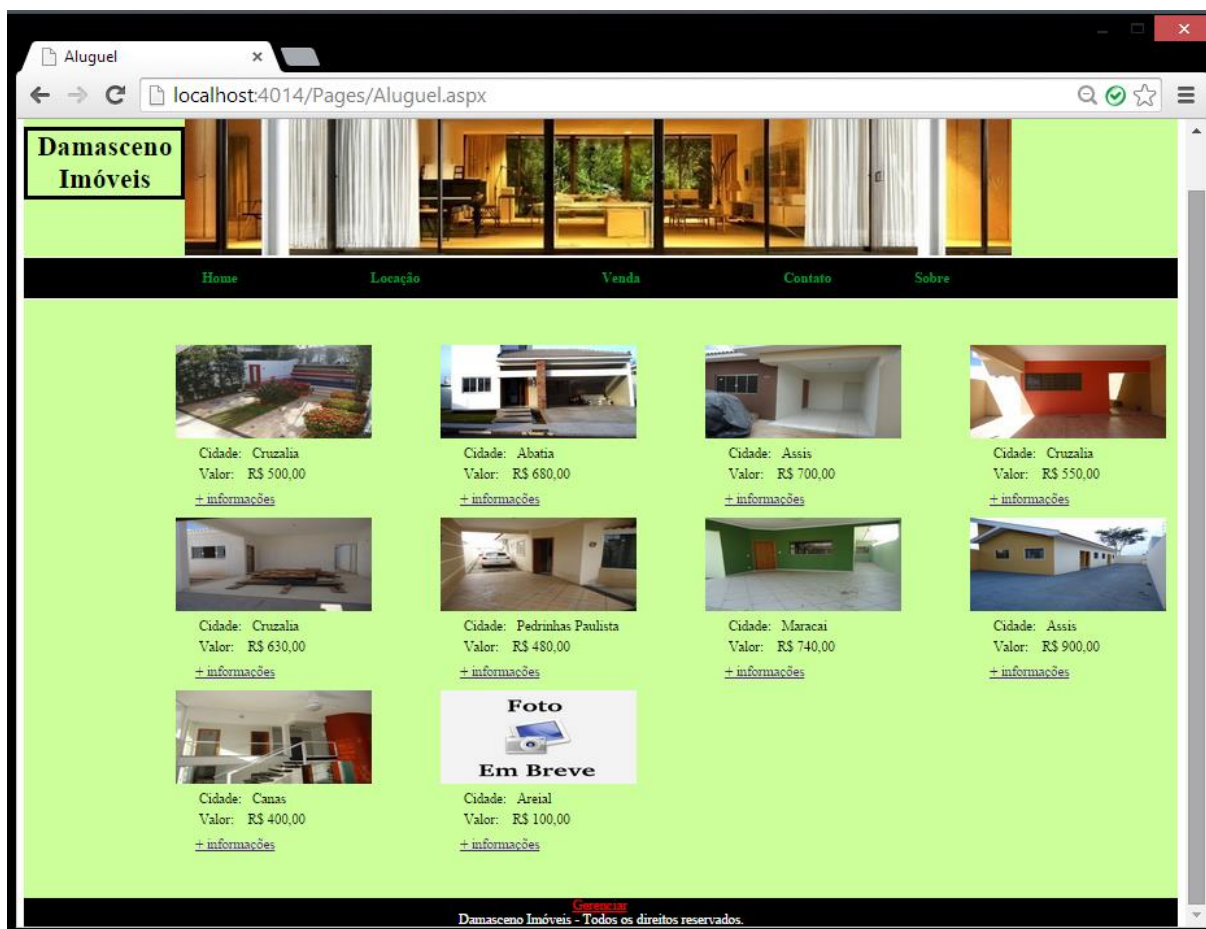 Aluguel
localhost:4014/Pages/Aluguel.aspx
Damasceno
Imóveis
Home Locação Venda Contato Sobre
Cidade: Cruzalia Cidade: Abatia Cidade: Assis Cidade: Cruzalia
Valor: R$ 500,00 Valor: R$ 680,00 Valor: R$ 700,00 Valor: R$ 550,00
+ informações + informações + informações + informações
Cidade: Cruzalia Cidade: Pedrinhas Paulista Cidade: Maracai Cidade: Assis
Valor: R$ 630,00 Valor: R$ 480,00 Valor: R$ 740,00 Valor: R$ 900,00
+ informações + informações + informações + informações
Foto
Em Breve
Cidade: Canas Cidade: Areial
Valor: R$ 400,00 Valor: R$ 100,00
+ informações + informações
Gerenciar
Damasceno Imóveis - Todos os direitos reservados.